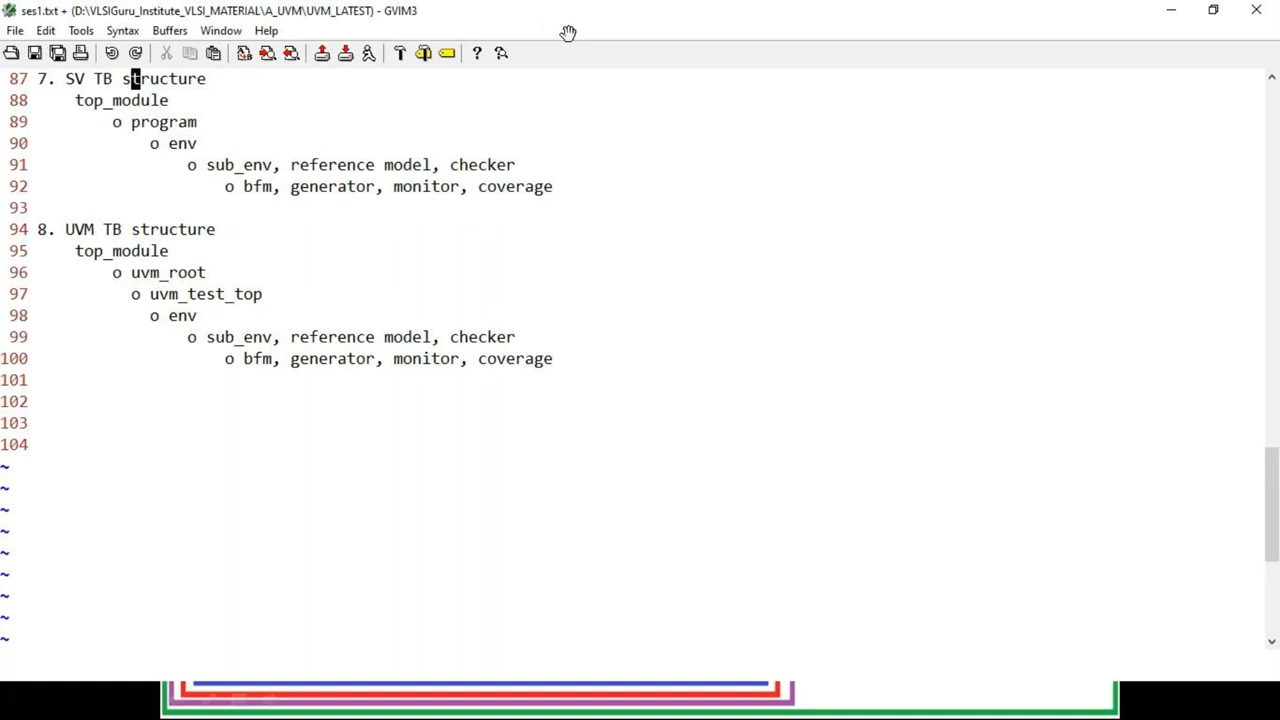 ses1.txt + (D:\VLSIGuru_Institute_VLSI_MATERIAL\A_UVM\UVM_LATEST) - GVIM3
File Edit Tools Syntax Buffers Window Help
87 7. SV TB structure
88 top_module
89 o program
90 o env
91 o sub_env, reference model, checker
92 o bfm, generator, monitor, coverage
93
94 8. UVM TB structure
95 top_module
96 o uvm_root
97 o uvm_test_top
98 o env
99 o sub_env, reference model, checker
100 o bfm, generator, monitor, coverage
101
102
103
104
~
~
~
~
~
~
~
~
~